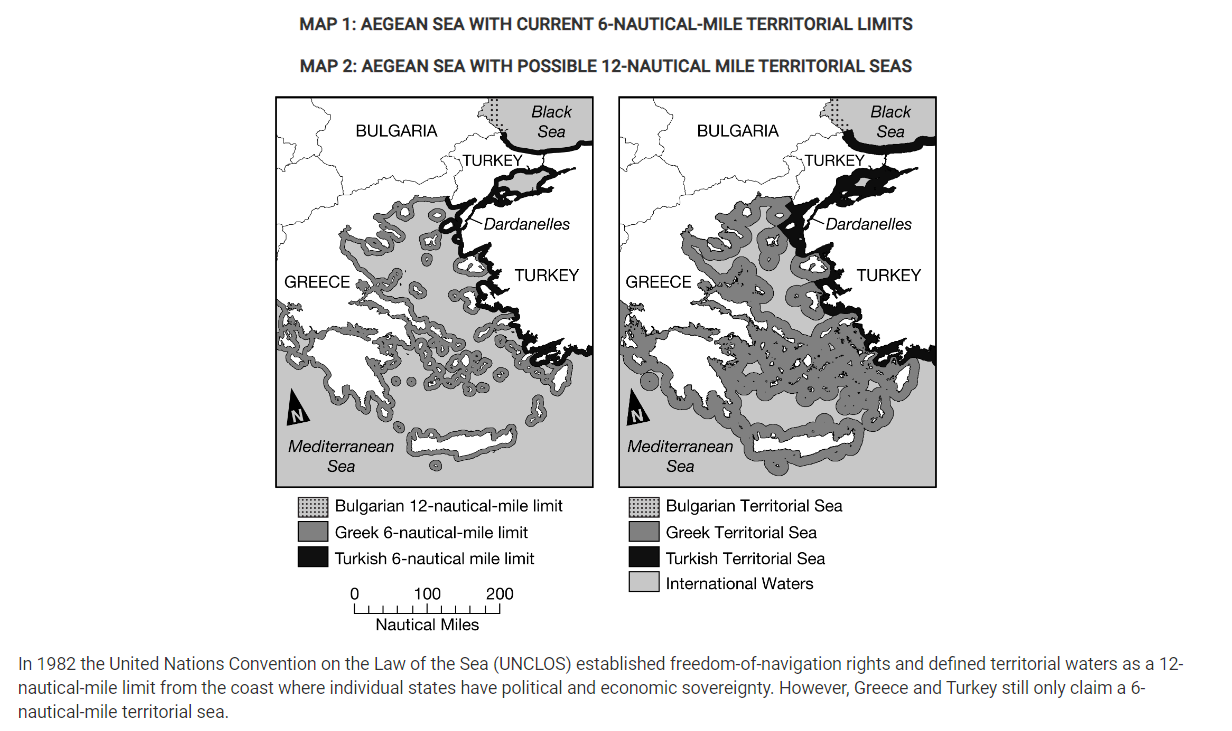 MAP 1: AEGEAN SEA WITH CURRENT 6-NAUTICAL-MILE TERRITORIAL LIMITS
MAP 2: AEGEAN SEA WITH POSSIBLE 12-NAUTICAL MILE TERRITORIAL SEAS
Black
Sea
BULGARIA
TURKEY
Dardanelles
TURKEY
GREECE
N
Mediterranean
Sea
Bulgarian 12-nautical-mile limit
Greek 6-nautical-mile limit
Turkish 6-nautical mile limit
0 100 200
Nautical Miles
Black
Sea
BULGARIA
TURKEY
Dardanelles
TURKEY
GREECE
N
Mediterranean
Sea
Bulgarian Territorial Sea
Greek Territorial Sea
Turkish Territorial Sea
International Waters
In 1982 the United Nations Convention on the Law of the Sea (UNCLOS) established freedom-of-navigation rights and defined territorial waters as a 12-
nautical-mile limit from the coast where individual states have political and economic sovereignty. However, Greece and Turkey still only claim a 6-
nautical-mile territorial sea.